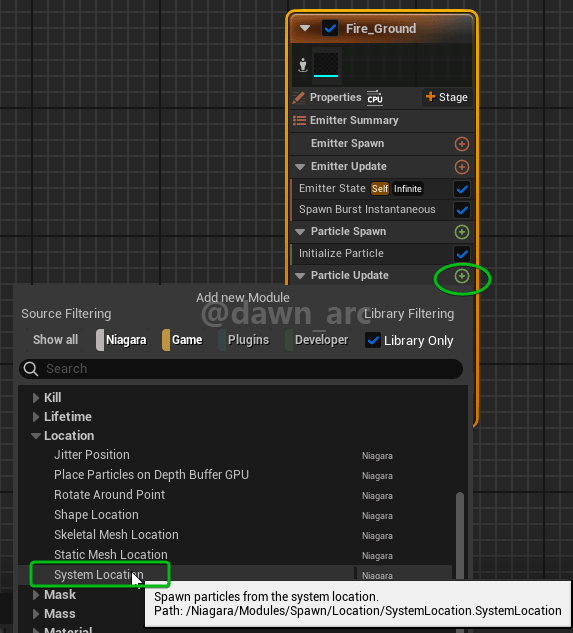 Fire_Ground
Properties CPU + Stage
Emitter Summary
Emitter Spawn
Emitter Update
Emitter State Self Infinite
Spawn Burst Instantaneous
Particle Spawn
Initialize Particle
Particle Update
Add new Module
@dawn_arc
Source Filtering Library Filtering
Show all Niagara Game Plugins Developer Library Only
Search
Kill
Lifetime
Location
Jitter Position Niagara
Place Particles on Depth Buffer GPU Niagara
Rotate Around Point Niagara
Shape Location Niagara
Skeletal Mesh Location Niagara
Static Mesh Location Niagara
System Location Niagara
Mask
Mass
Material
Spawn particles from the system location.
Path: /Niagara/Modules/Spawn/Location/SystemLocation.SystemLocation